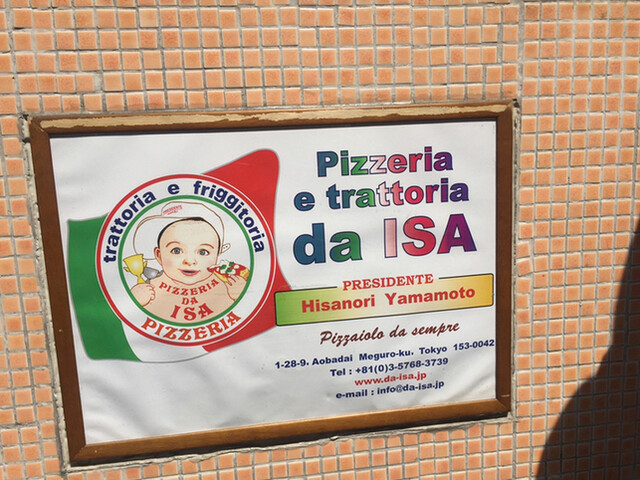 trattoria e friggitoria
PIZZERIA
DA
ISA
PIZZERIA
Pizzeria
e trattoria
da ISA
PRESIDENTE
Hisanori Yamamoto
Pizzaiolo da sempre
1-28-9. Aobadai Meguro-ku. Tokyo 153-0042
Tel : +81(0)3-5768-3739
www.da-isa.jp
e-mail : info@da-isa.jp